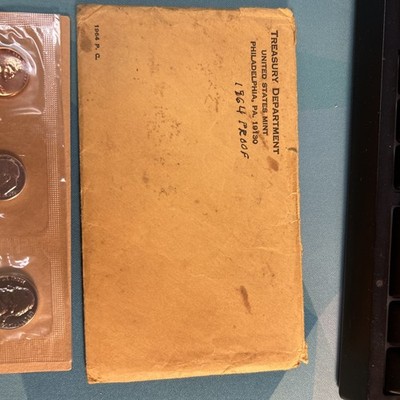 TREASURY DEPARTMENT
UNITED STATES MINT
PHILADELPHIA, PA. 19130
1964 PROOF
1964 P. C.